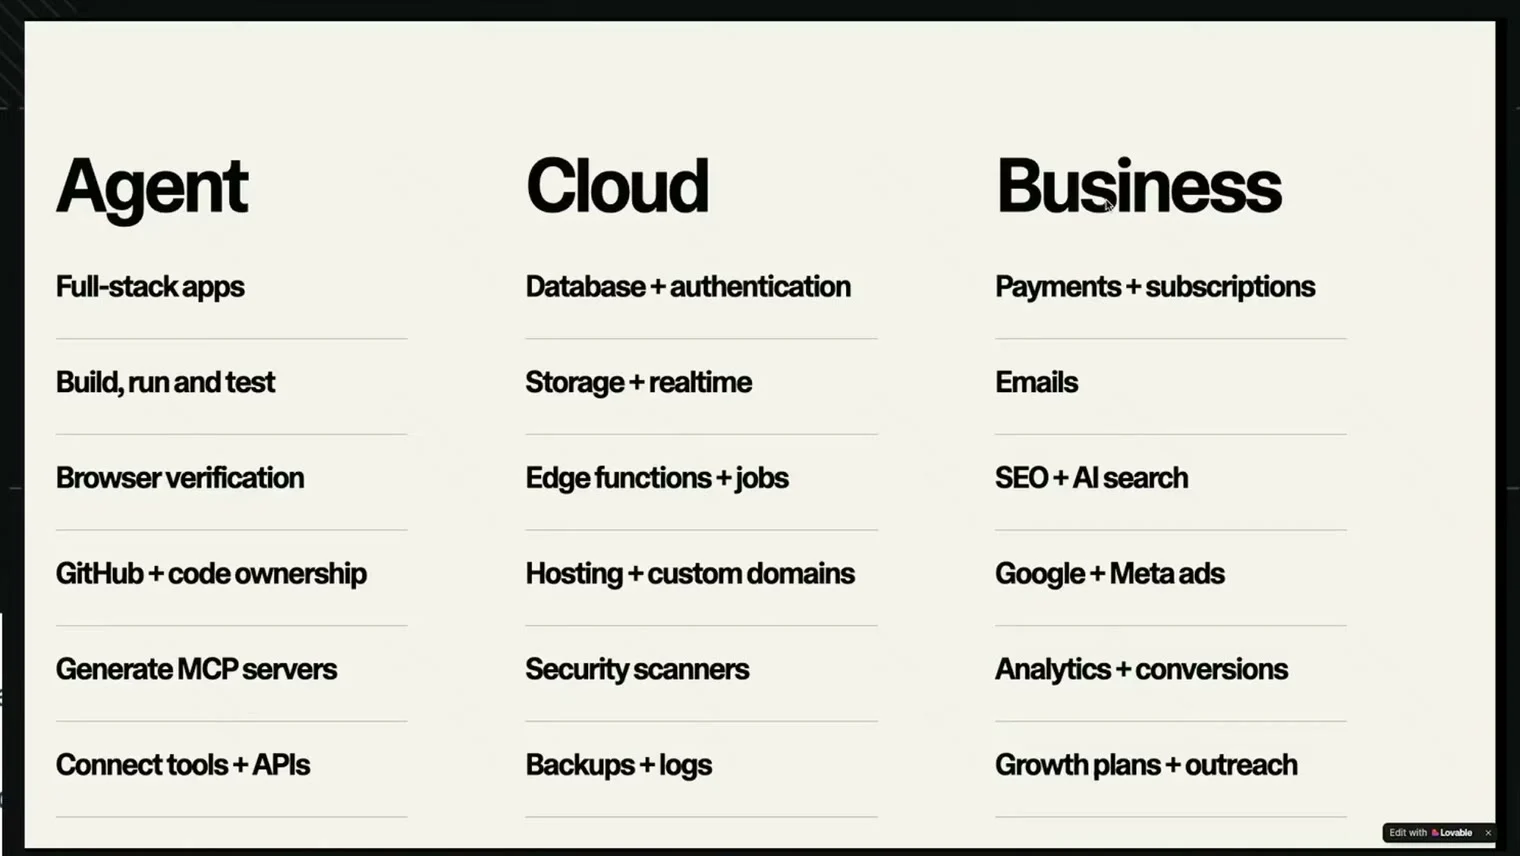 Agent
Full-stack apps
Build, run and test
Browser verification
GitHub + code ownership
Generate MCP servers
Connect tools + APIs
Cloud
Database + authentication
Storage + realtime
Edge functions + jobs
Hosting + custom domains
Security scanners
Backups + logs
Business
Payments + subscriptions
Emails
SEO + AI search
Google + Meta ads
Analytics + conversions
Growth plans + outreach
Edit with Lovable